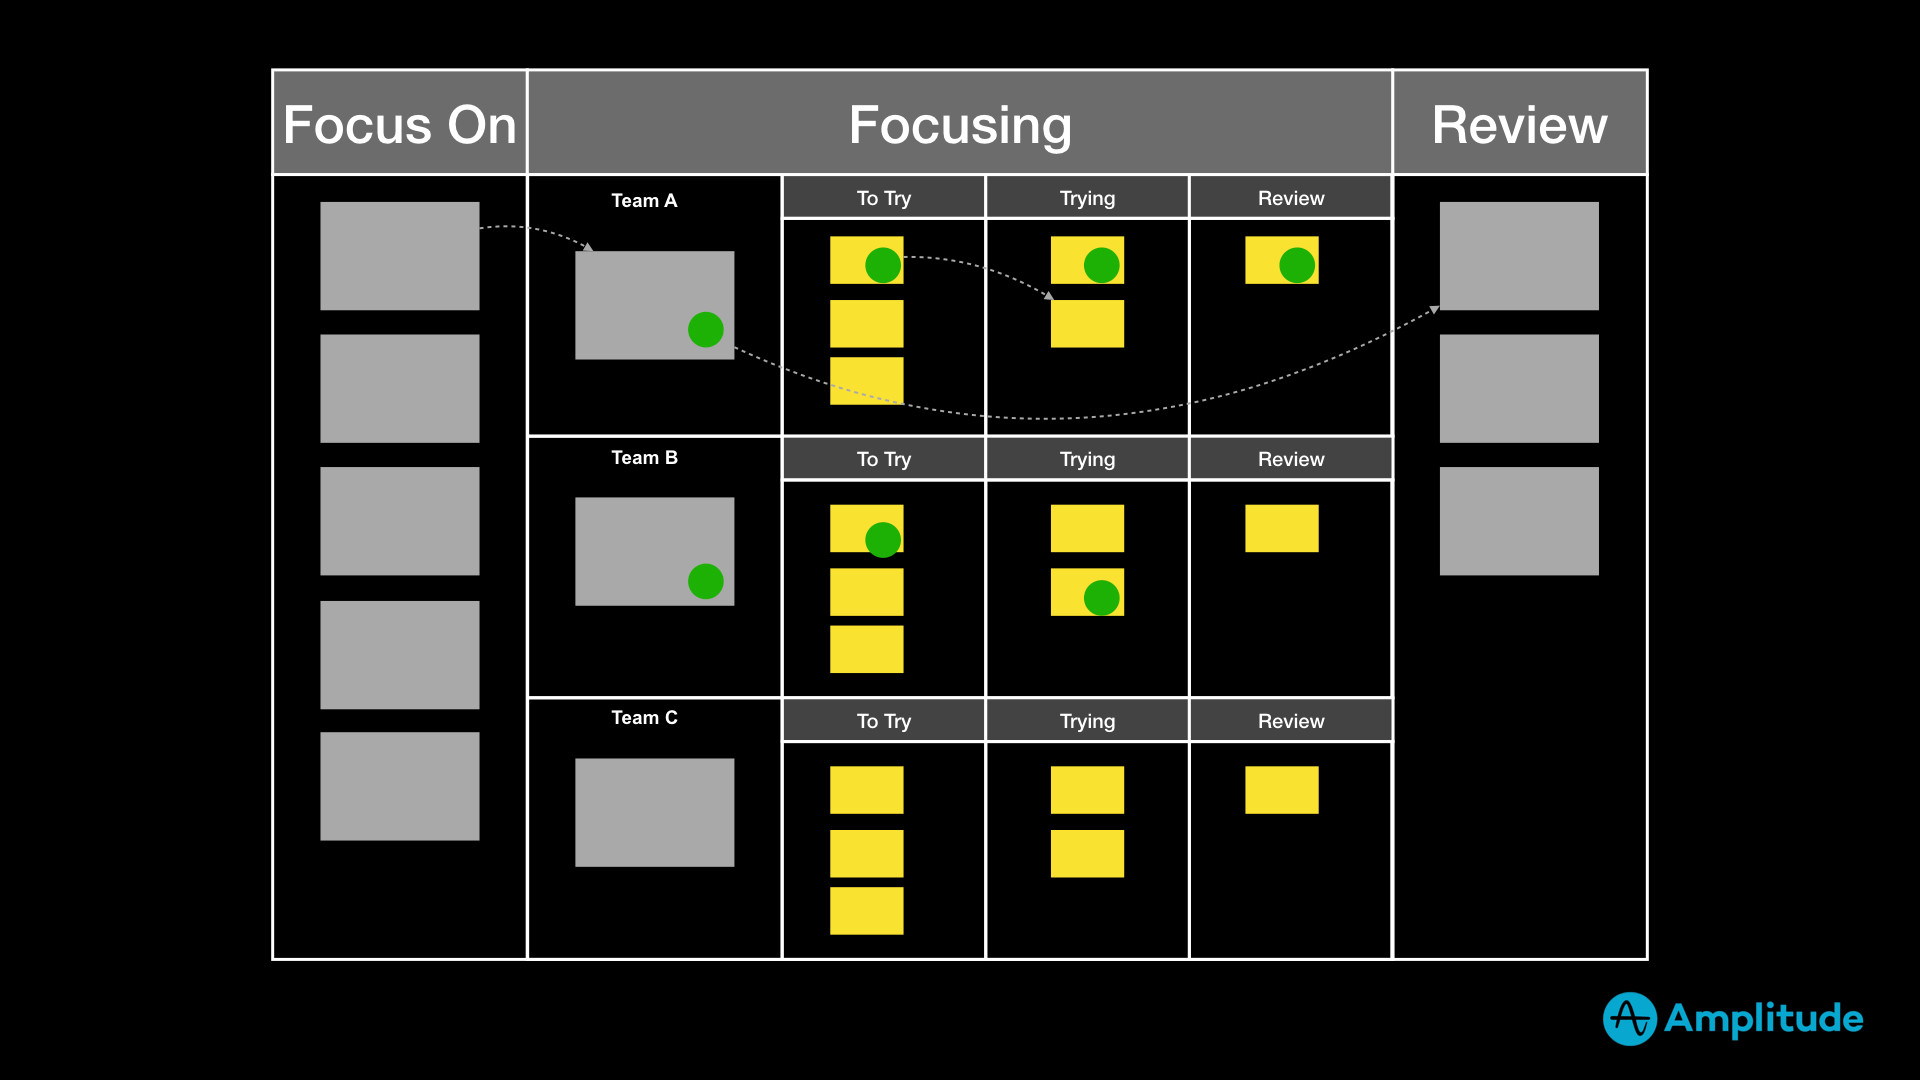 Focus On
Focusing
Review
Team A
To Try
Trying
Review
Team B
To Try
Trying
Review
Team C
To Try
Trying
Review
Amplitude